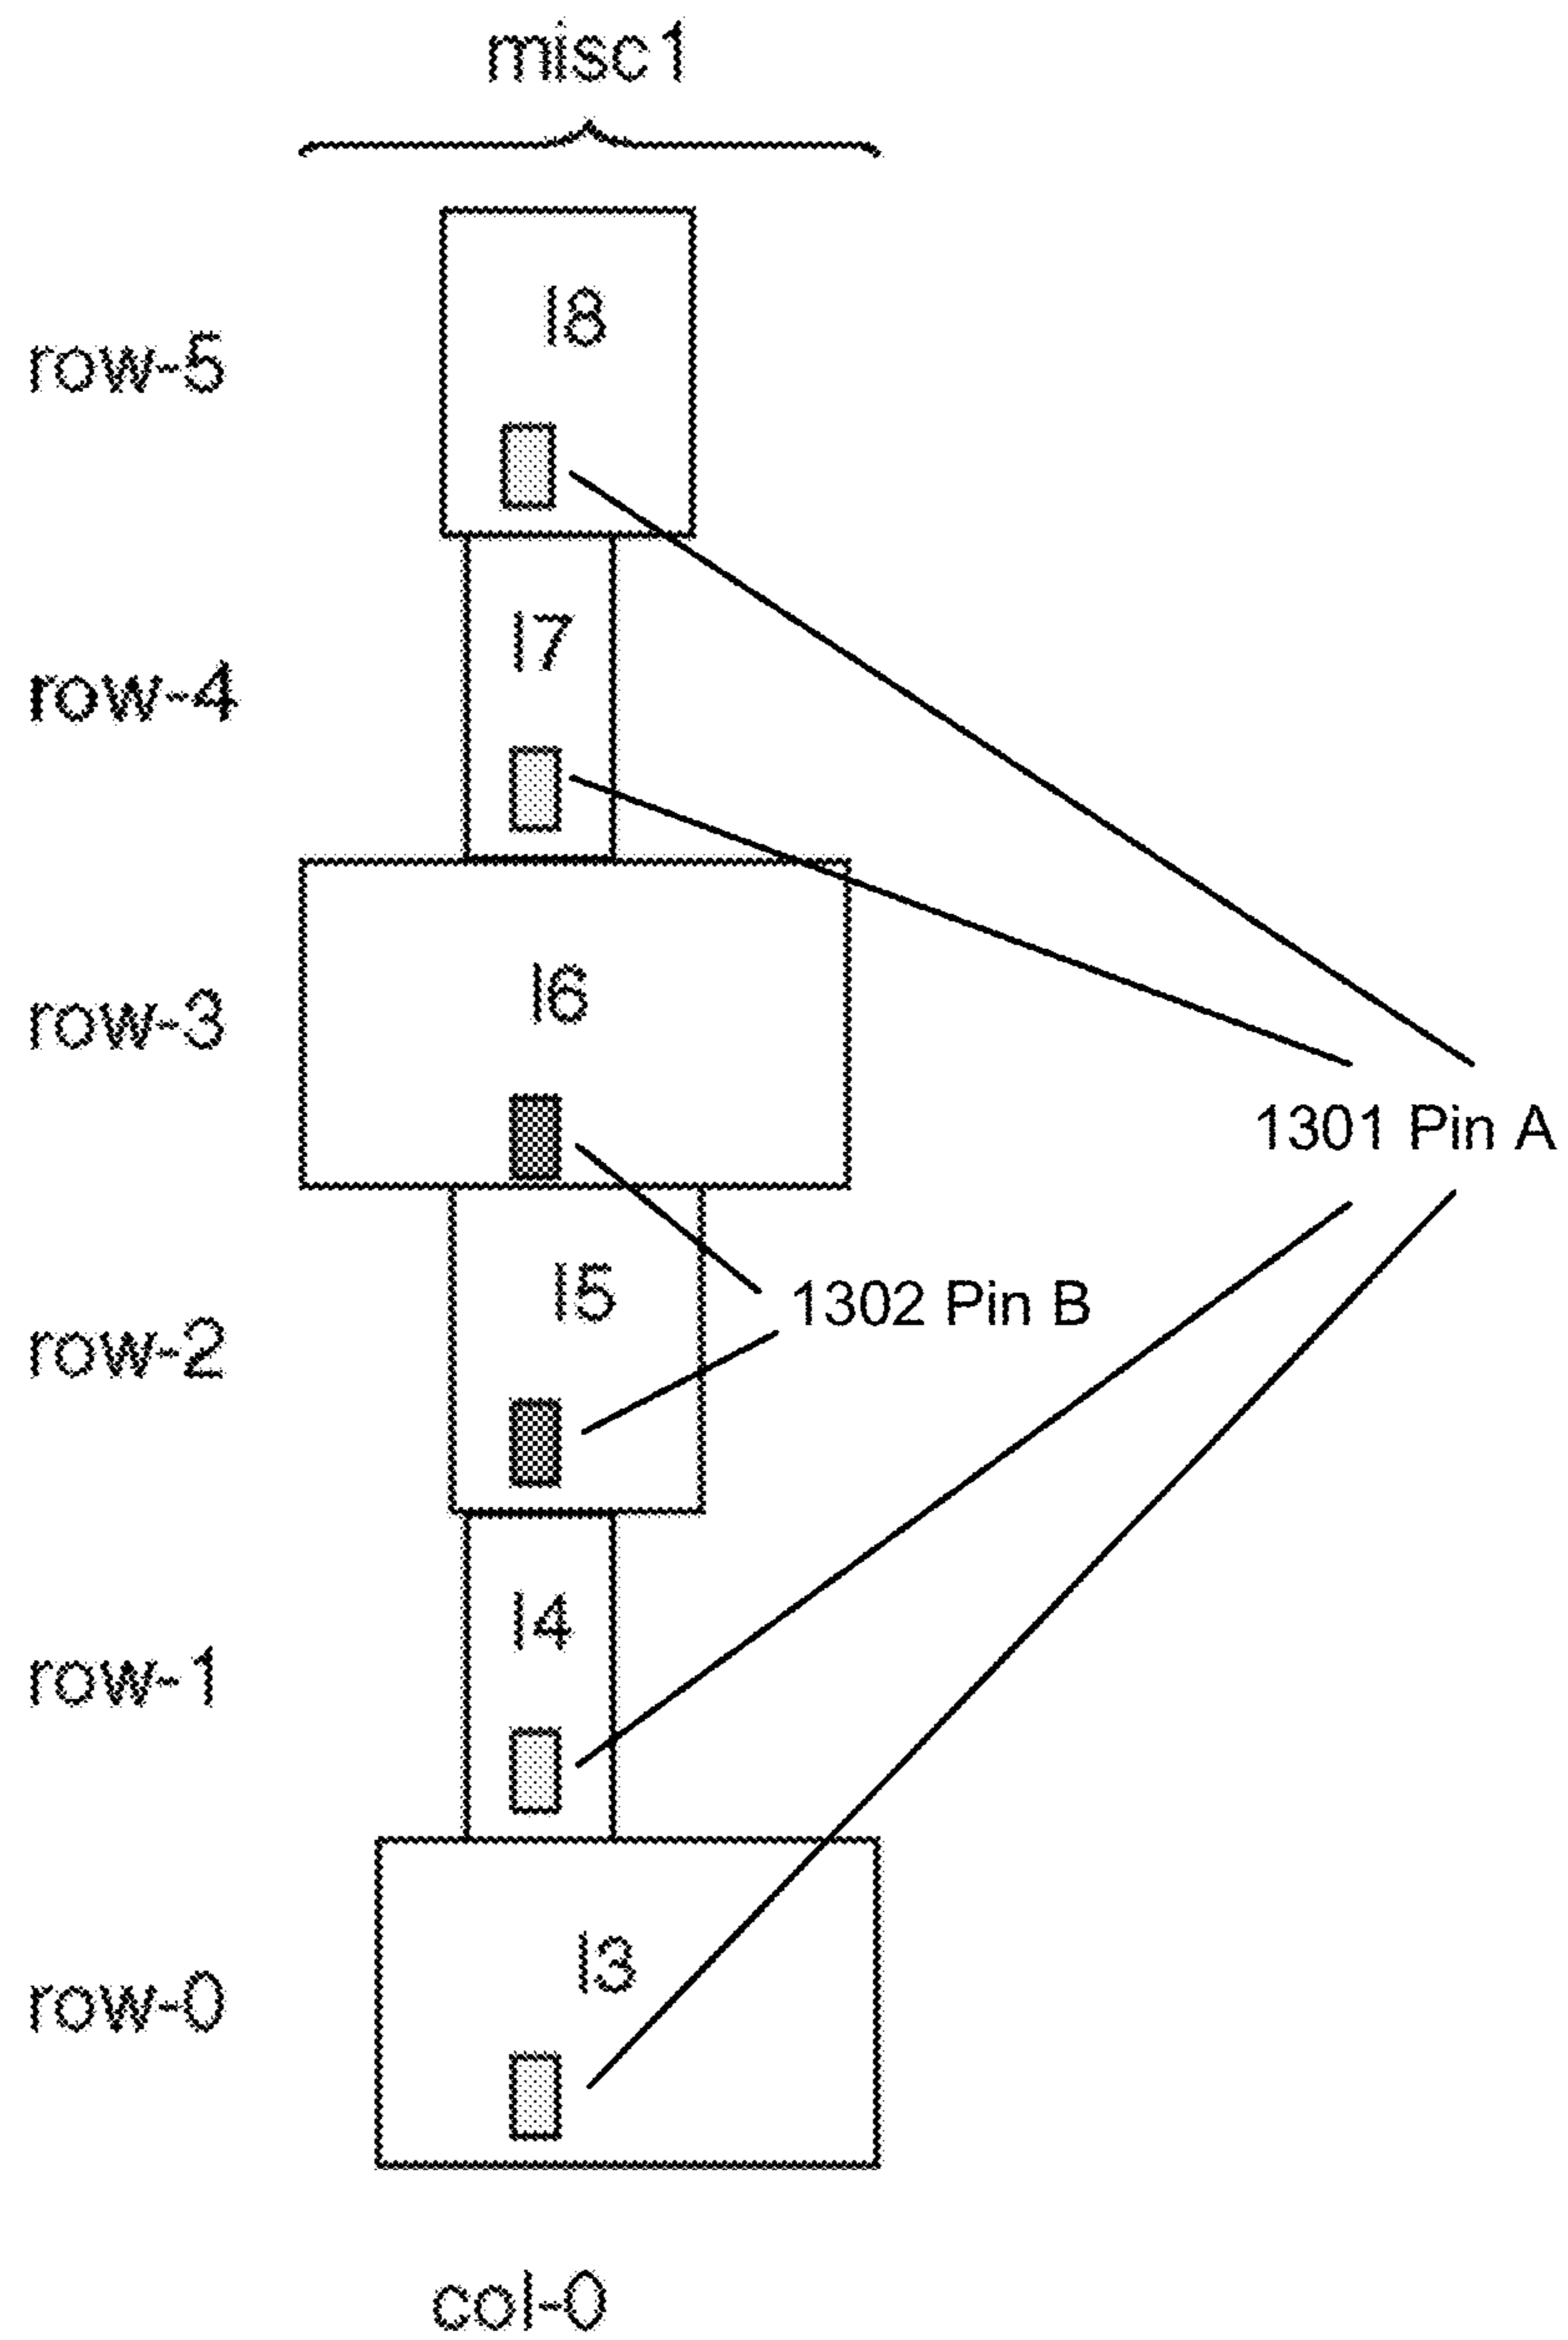 misc1
I8
row-5
I7
row-4
I6
row-3
1301 Pin A
I5
1302 Pin B
row-2
I4
row-1
I3
row-0
col-0